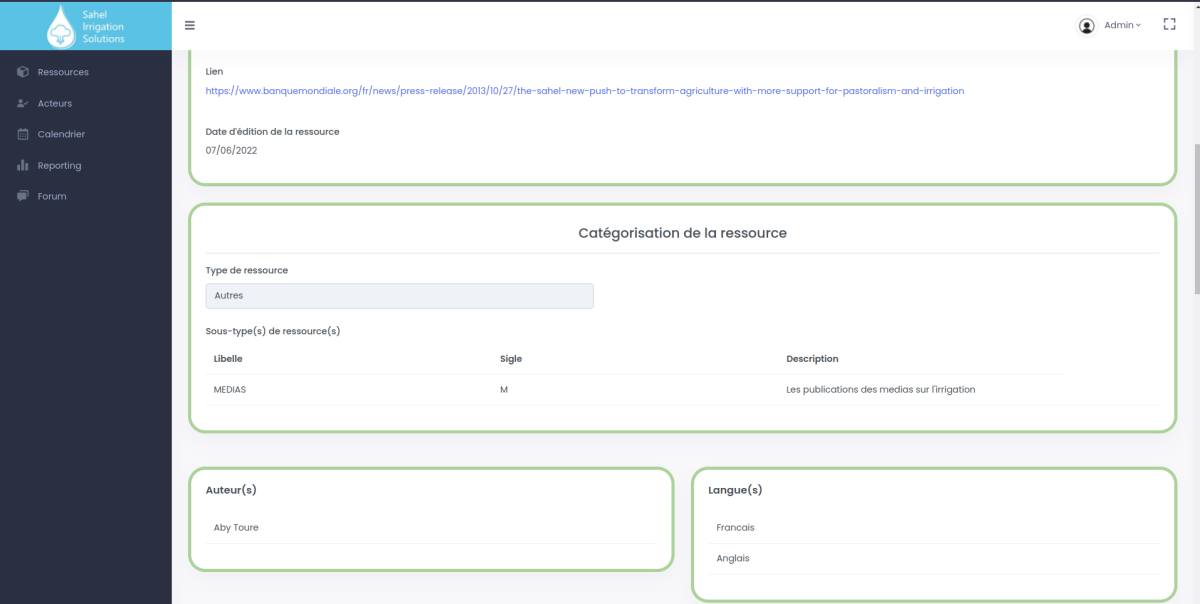 Sahel
Irrigation
Solutions
Admin
Ressources
Acteurs
Calendrier
Reporting
Forum
Lien
https://www.banquemondiale.org/fr/news/press-release/2013/10/27/the-sahel-new-push-to-transform-agriculture-with-more-support-for-pastoralism-and-irrigation
Date d'édition de la ressource
07/06/2022
Catégorisation de la ressource
Type de ressource
Autres
Sous-type(s) de ressource(s)
Libelle Sigle Description
MEDIAS M Les publications des medias sur l'irrigation
Auteur(s)
Aby Toure
Langue(s)
Francais
Anglais